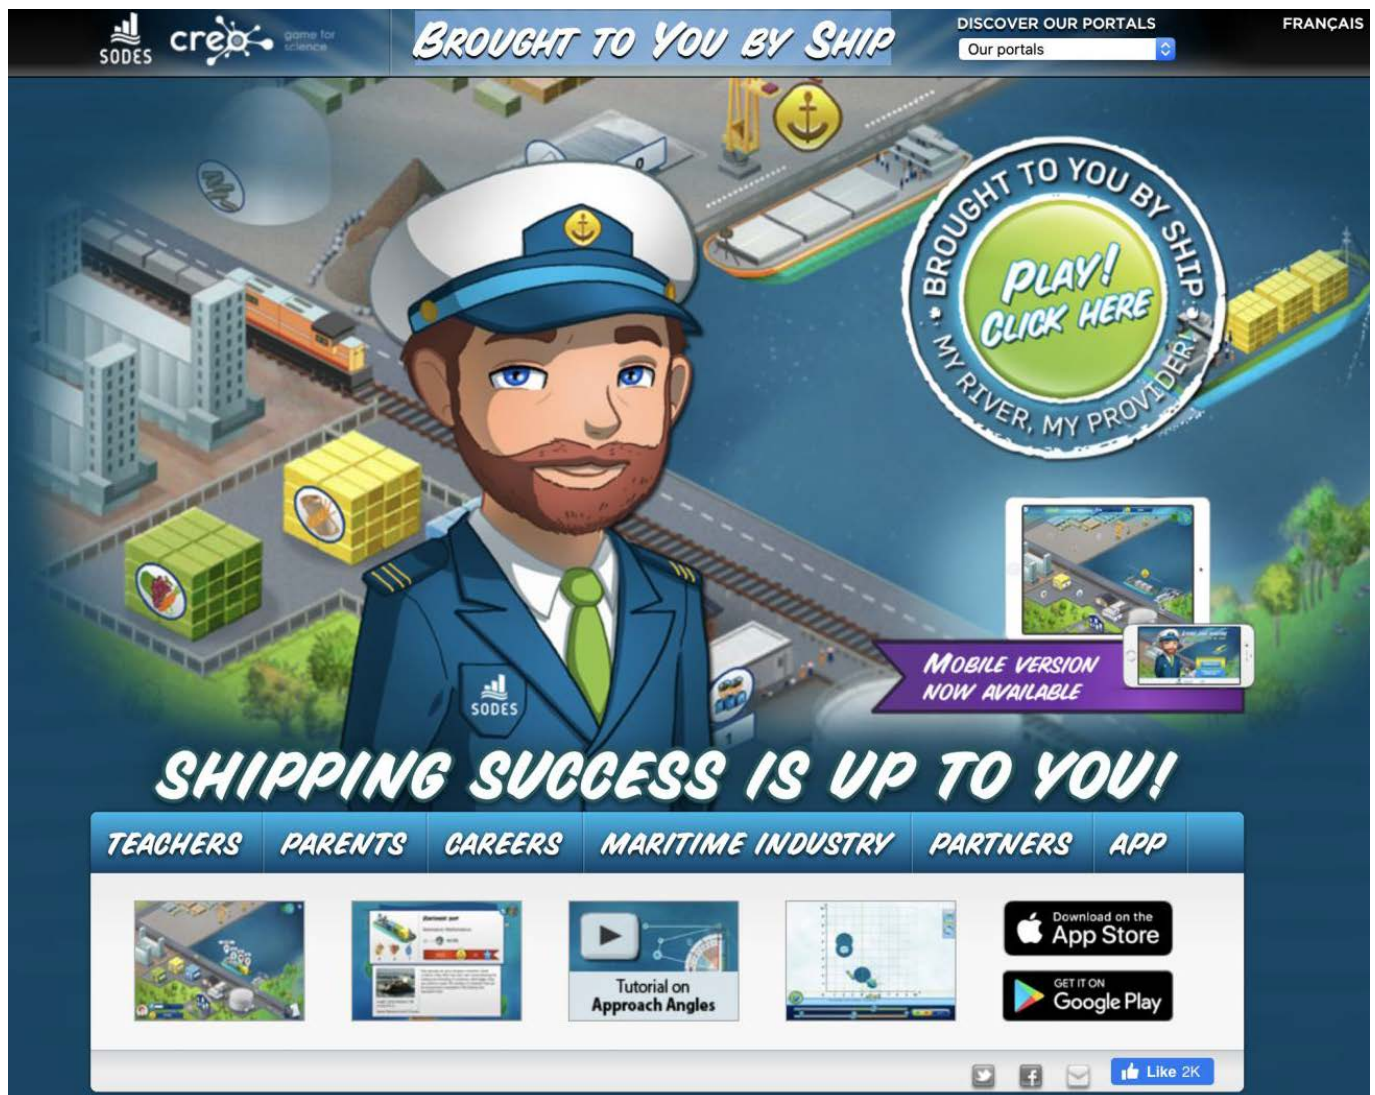 SODES
creo
game for
science
BROUGHT TO YOU BY SHIP
DISCOVER OUR PORTALS
Our portals
FRANÇAIS
BROUGHT TO YOU BY SHIP
PLAY!
CLICK HERE
MY RIVER, MY PROVIDER!
0
SODES
1
MOBILE VERSION
NOW AVAILABLE
SHIPPING SUCCESS IS UP TO YOU!
TEACHERS
PARENTS
CAREERS
MARITIME INDUSTRY
PARTNERS
APP
Tutorial on
Approach Angles
Download on the
App Store
GET IT ON
Google Play
Like 2K